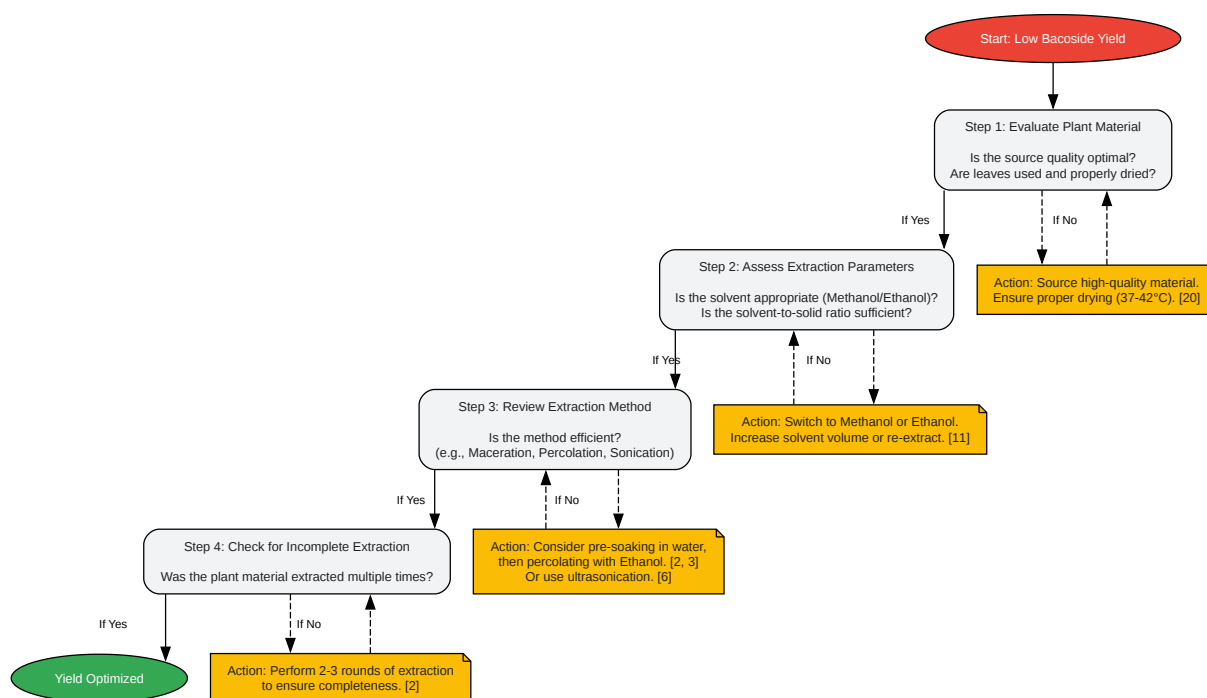 Start: Low Bacoside Yield
Step 1: Evaluate Plant Material
Is the source quality optimal?
Are leaves used and properly dried?
If Yes
If No
Action: Source high-quality material.
Ensure proper drying (37-42°C). [20]
Step 2: Assess Extraction Parameters
Is the solvent appropriate (Methanol/Ethanol)?
Is the solvent-to-solid ratio sufficient?
If Yes
If No
Action: Switch to Methanol or Ethanol.
Increase solvent volume or re-extract. [11]
Step 3: Review Extraction Method
Is the method efficient?
(e.g., Maceration, Percolation, Sonication)
If Yes
If No
Action: Consider pre-soaking in water,
then percolating with Ethanol. [2, 3]
Or use ultrasonication. [6]
Step 4: Check for Incomplete Extraction
Was the plant material extracted multiple times?
If Yes
If No
Action: Perform 2-3 rounds of extraction
to ensure completeness. [2]
Yield Optimized